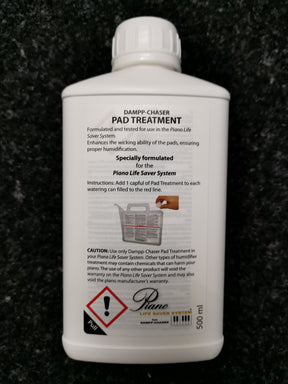 DAMPP-CHASER
PAD TREATMENT
Formulated and tested for use in the Piano Life
Saver System.
Enhances the wicking ability of the pads, ensuring
proper humidification.
Specially formulated
for the
Piano Life Saver System
Instructions: Add 1 capful of Pad Treatment to each
watering can filled to the red line.
CAUTION: Use only Dampp-Chaser Pad Treatment in
your Piano Life Saver System. Other types of humidifier
treatment may contain chemicals that can harm your
piano. The use of any other product will void the
warranty on the Piano Life Saver System and may also
void the piano manufacturer's warranty.
Pull
Piano
LIFE SAVER SYSTEM
DAMPP-CHASER
500 ml